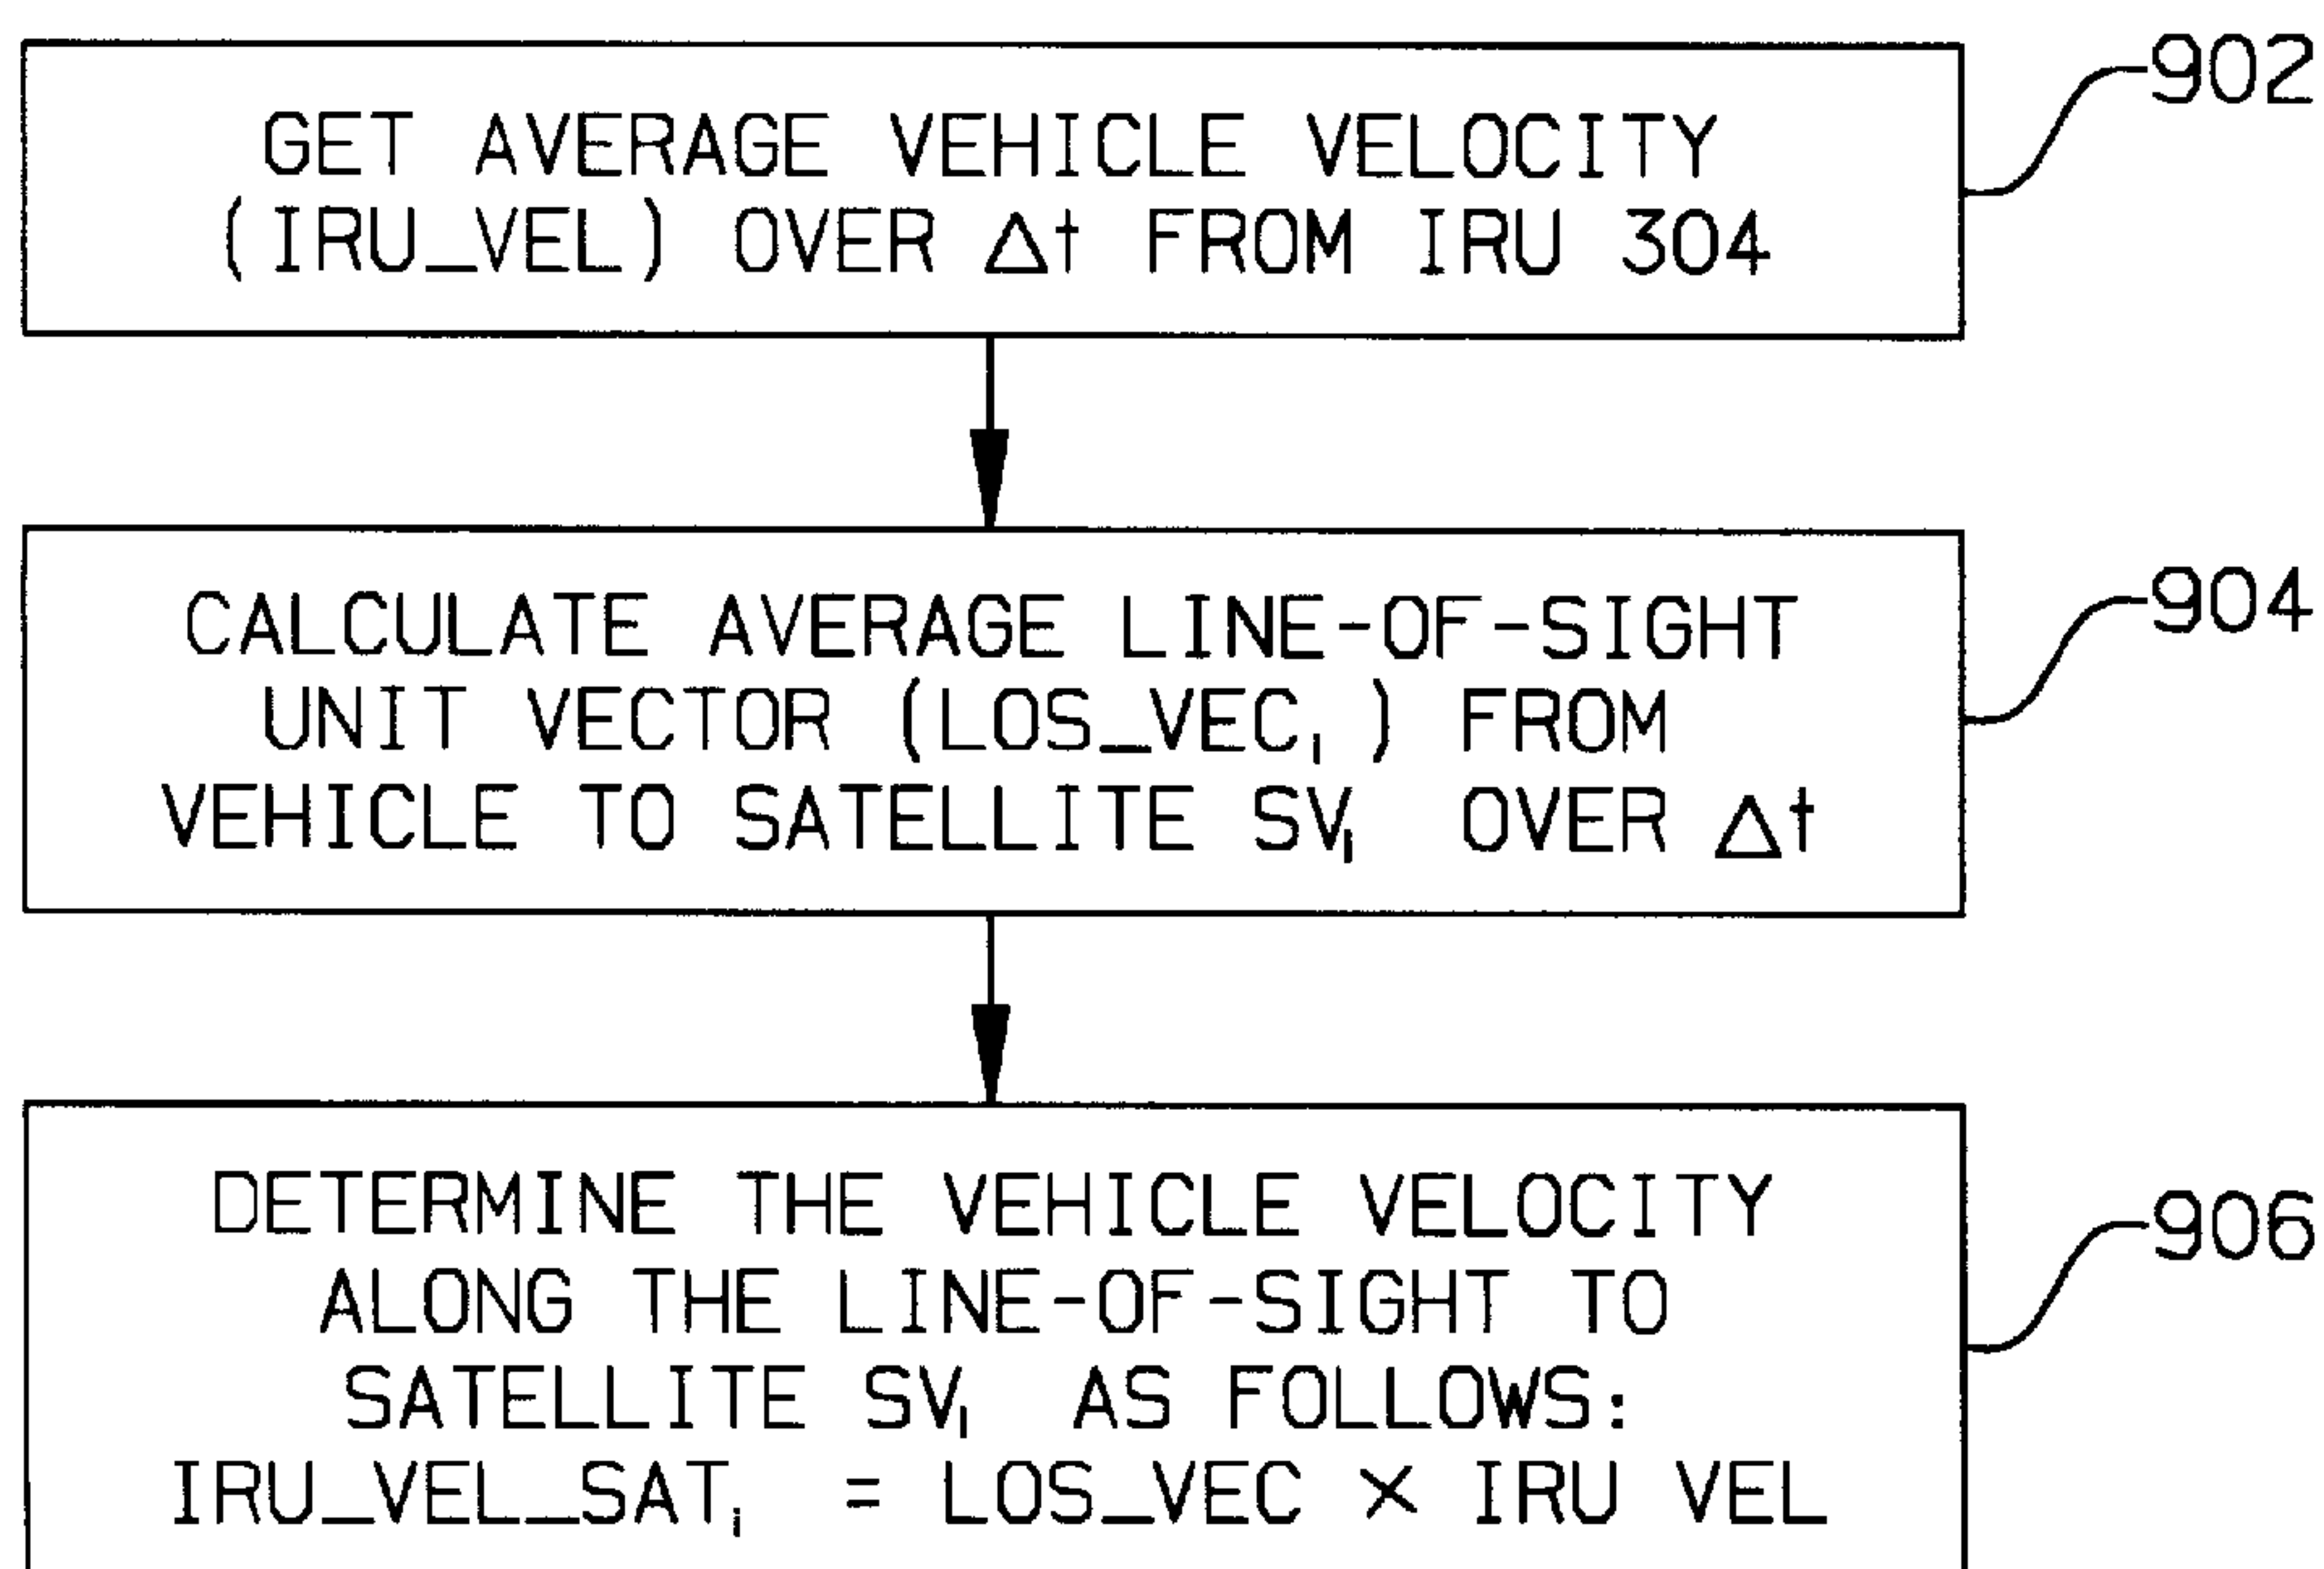 902
GET AVERAGE VEHICLE VELOCITY
(IRU_VEL) OVER Δt FROM IRU 304
904
CALCULATE AVERAGE LINE-OF-SIGHT
UNIT VECTOR (LOS_VECᵢ) FROM
VEHICLE TO SATELLITE SVᵢ OVER Δt
906
DETERMINE THE VEHICLE VELOCITY
ALONG THE LINE-OF-SIGHT TO
SATELLITE SVᵢ AS FOLLOWS:
IRU_VEL_SATᵢ = LOS_VEC × IRU VEL